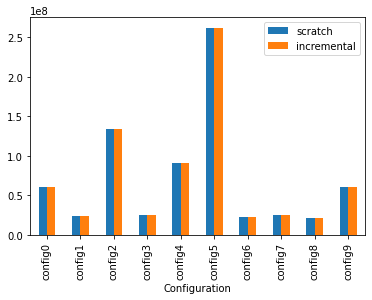 1e8
scratch
incremental
2.5
2.0
1.5
1.0
0.5
0.0
config0 config1 config2 config3 config4 config5 config6 config7 config8 config9
Configuration